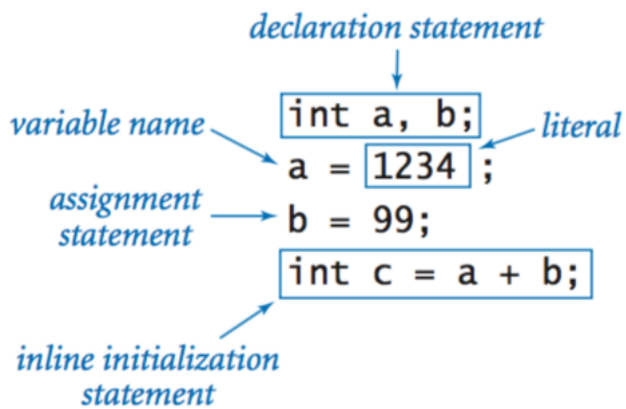 declaration statement
int a, b;
variable name
literal
a = 1234 ;
assignment
statement
b = 99;
int c = a + b;
inline initialization
statement